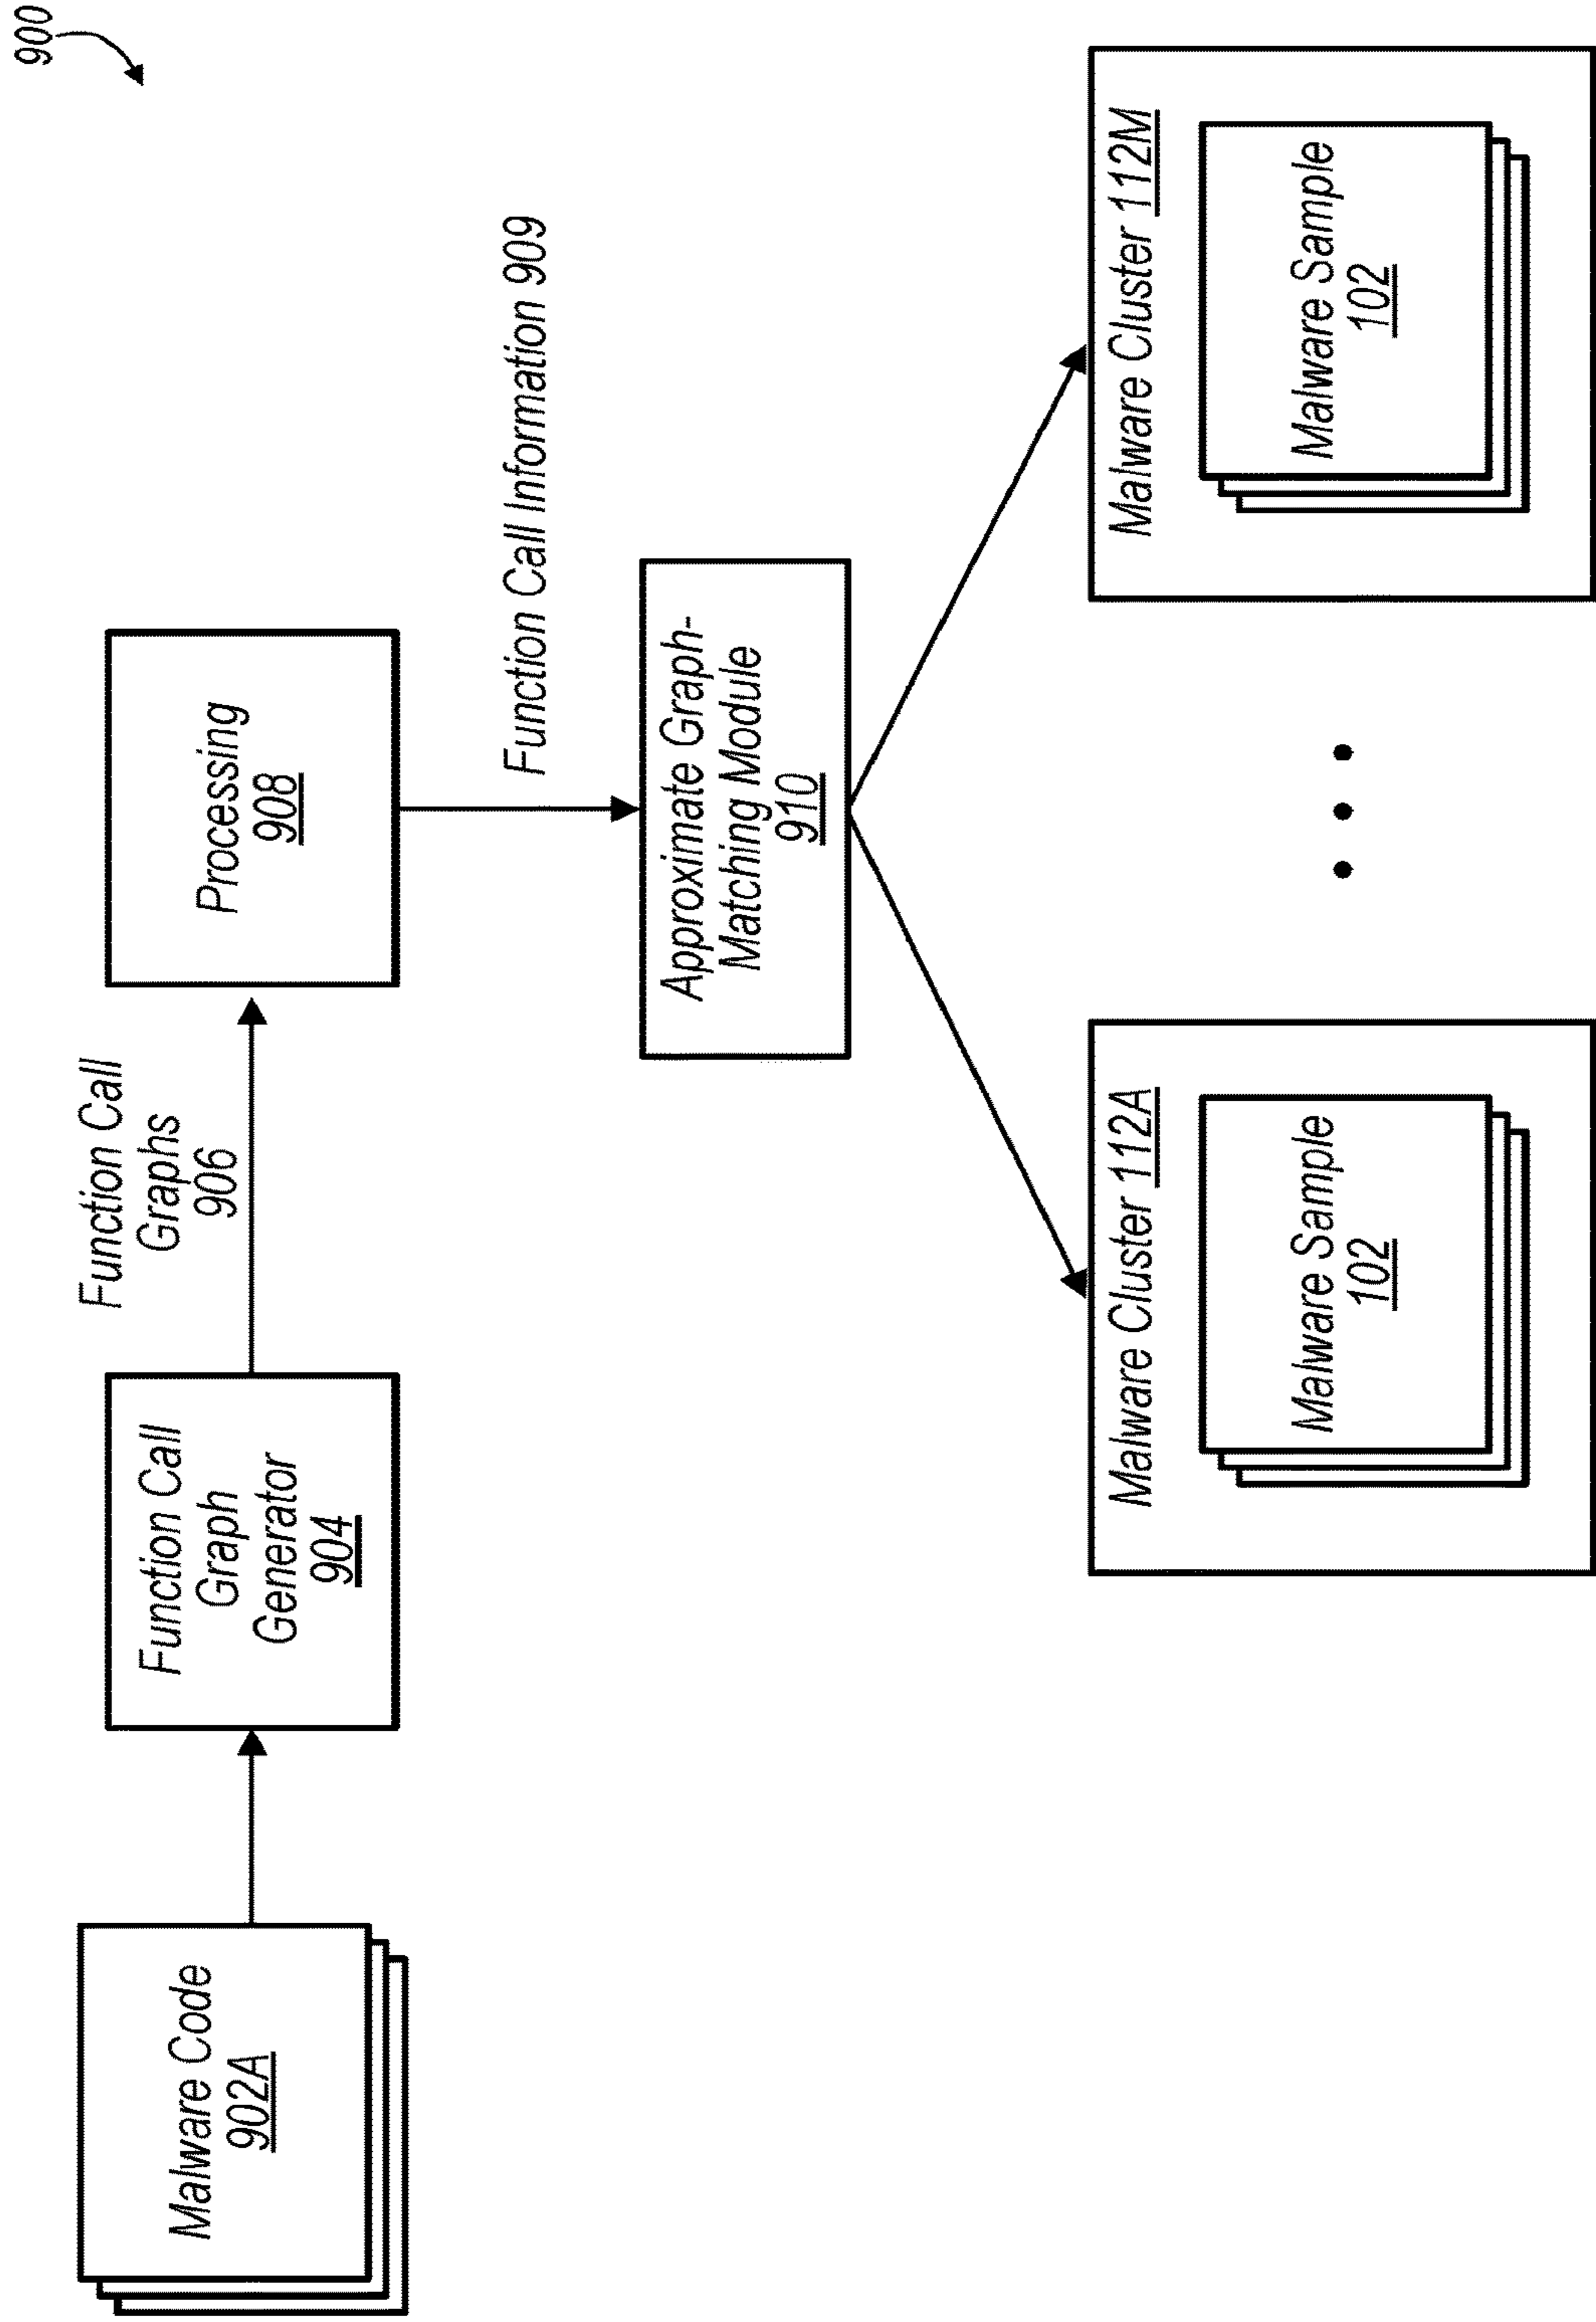 900
Malware Code
902A
Function Call
Graph
Generator
904
Function Call
Graphs
906
Processing
908
Function Call Information 909
Approximate Graph-
Matching Module
910
Malware Cluster 112A
Malware Sample
102
Malware Cluster 112M
Malware Sample
102